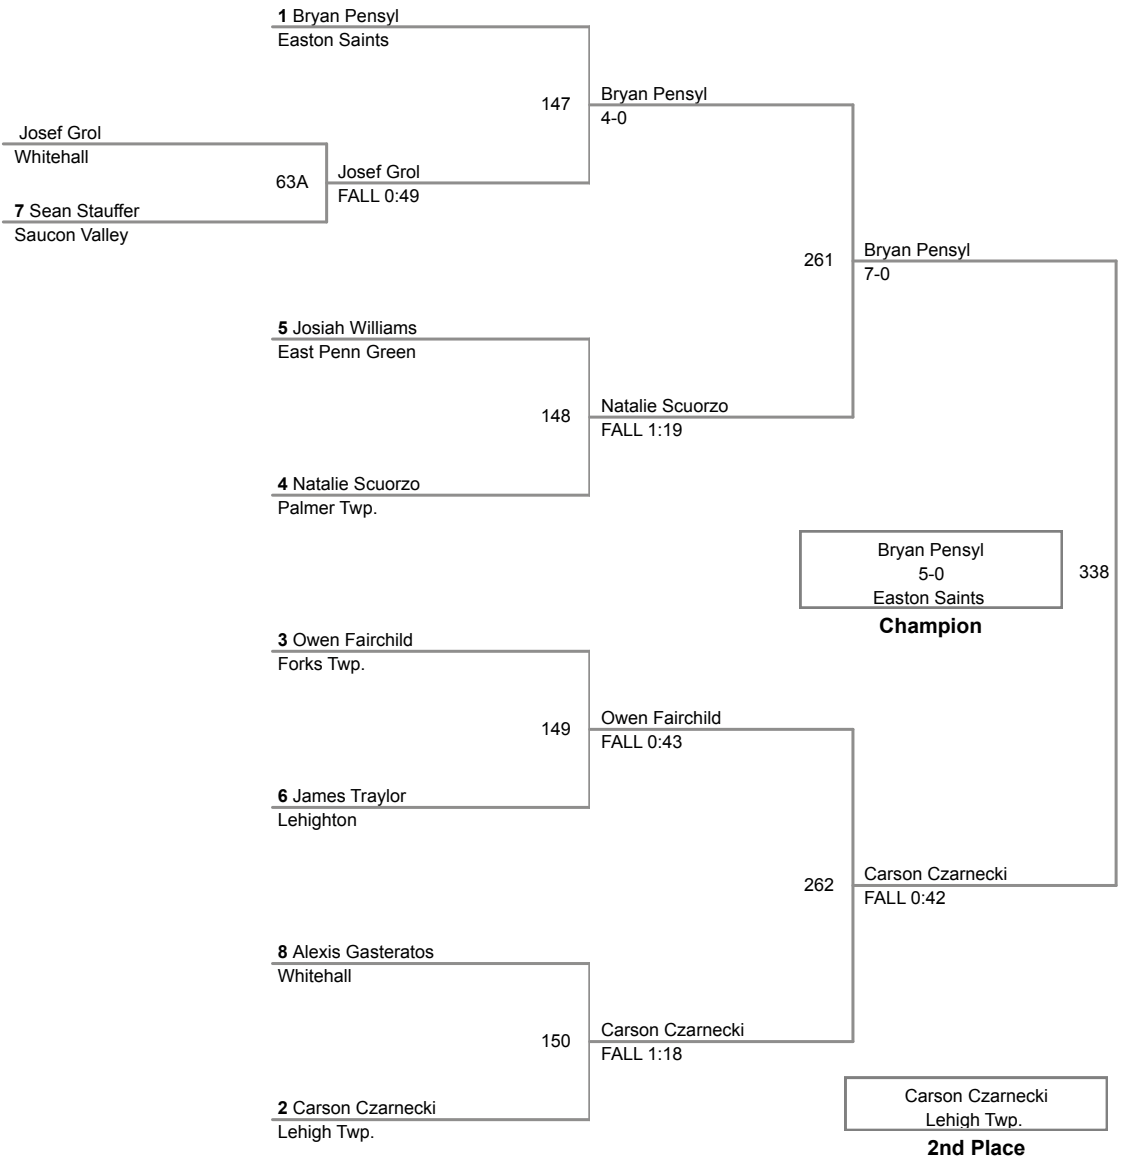 1 Bryan Pensyl
Easton Saints
147
Bryan Pensyl
4-0
Josef Grol
Whitehall
63A
Josef Grol
FALL 0:49
7 Sean Stauffer
Saucon Valley
261
Bryan Pensyl
7-0
5 Josiah Williams
East Penn Green
148
Natalie Scuorzo
FALL 1:19
4 Natalie Scuorzo
Palmer Twp.
Bryan Pensyl
5-0
Easton Saints
Champion
338
3 Owen Fairchild
Forks Twp.
149
Owen Fairchild
FALL 0:43
6 James Traylor
Lehighton
262
Carson Czarnecki
FALL 0:42
8 Alexis Gasteratos
Whitehall
150
Carson Czarnecki
FALL 1:18
2 Carson Czarnecki
Lehigh Twp.
Carson Czarnecki
Lehigh Twp.
2nd Place